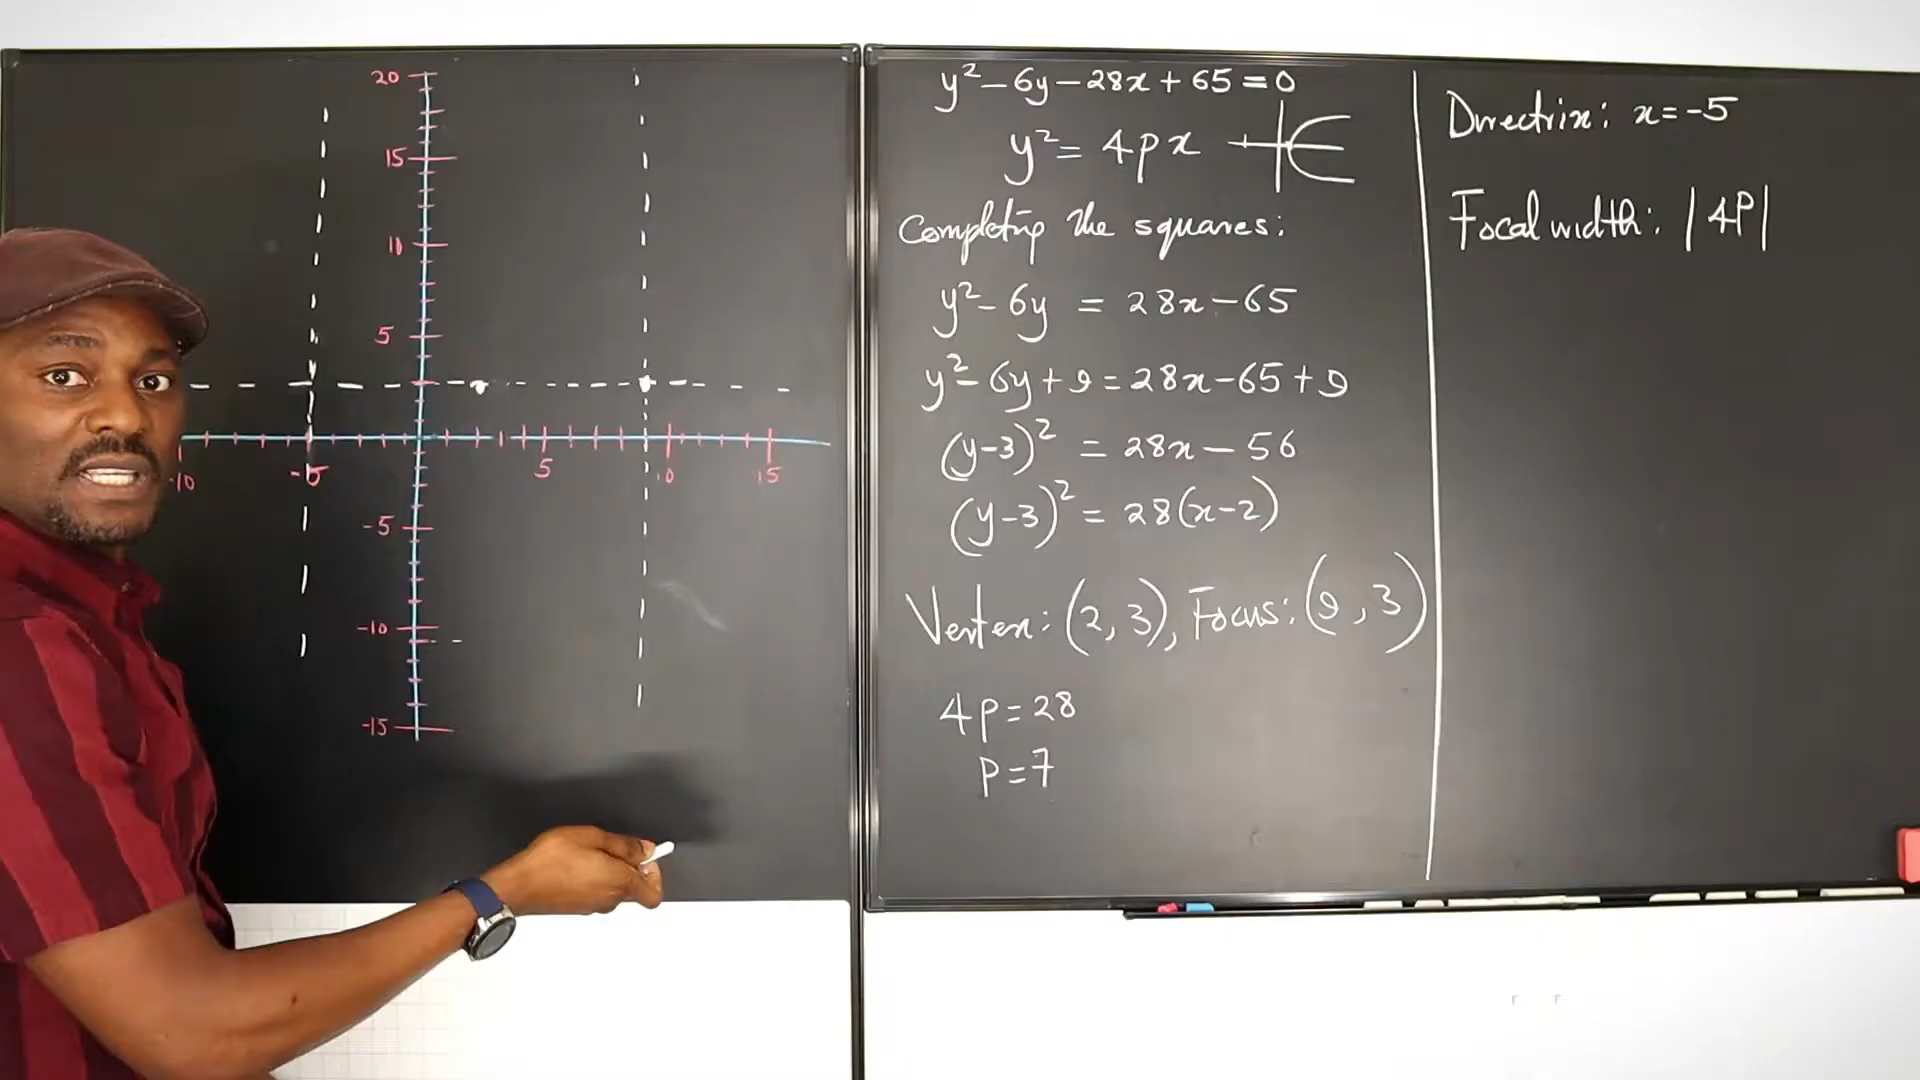 20
15
10
5
-10 -5 5 10 15
-5
-10
-15
y² - 6y - 28x + 65 = 0
y² = 4px
Completing the squares:
y² - 6y = 28x - 65
y² - 6y + 9 = 28x - 65 + 9
(y-3)² = 28x - 56
(y-3)² = 28(x-2)
Vertex: (2, 3), Focus: (9, 3)
4p = 28
p = 7
Directrix: x = -5
Focal width: |4P|